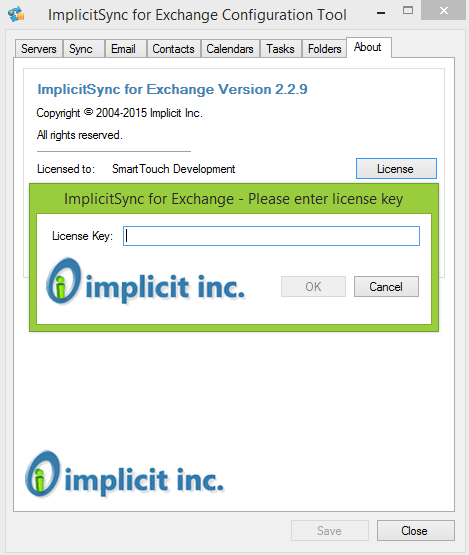 ImplicitSync for Exchange Configuration Tool
Servers Sync Email Contacts Calendars Tasks Folders About
ImplicitSync for Exchange Version 2.2.9
Copyright © 2004-2015 Implicit Inc.
All rights reserved.
Licensed to: SmartTouch Development License
ImplicitSync for Exchange - Please enter license key
License Key:
implicit inc. OK Cancel
implicit inc.
Save Close